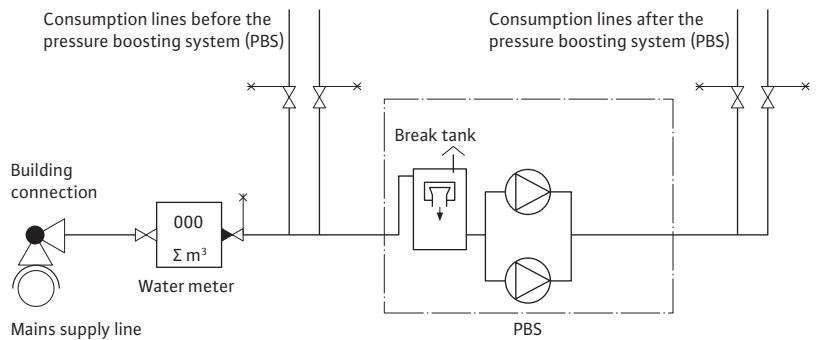 Consumption lines before the
pressure boosting system (PBS)
Consumption lines after the
pressure boosting system (PBS)
Break tank
Building
connection
000
Σ m³
Water meter
Mains supply line
PBS